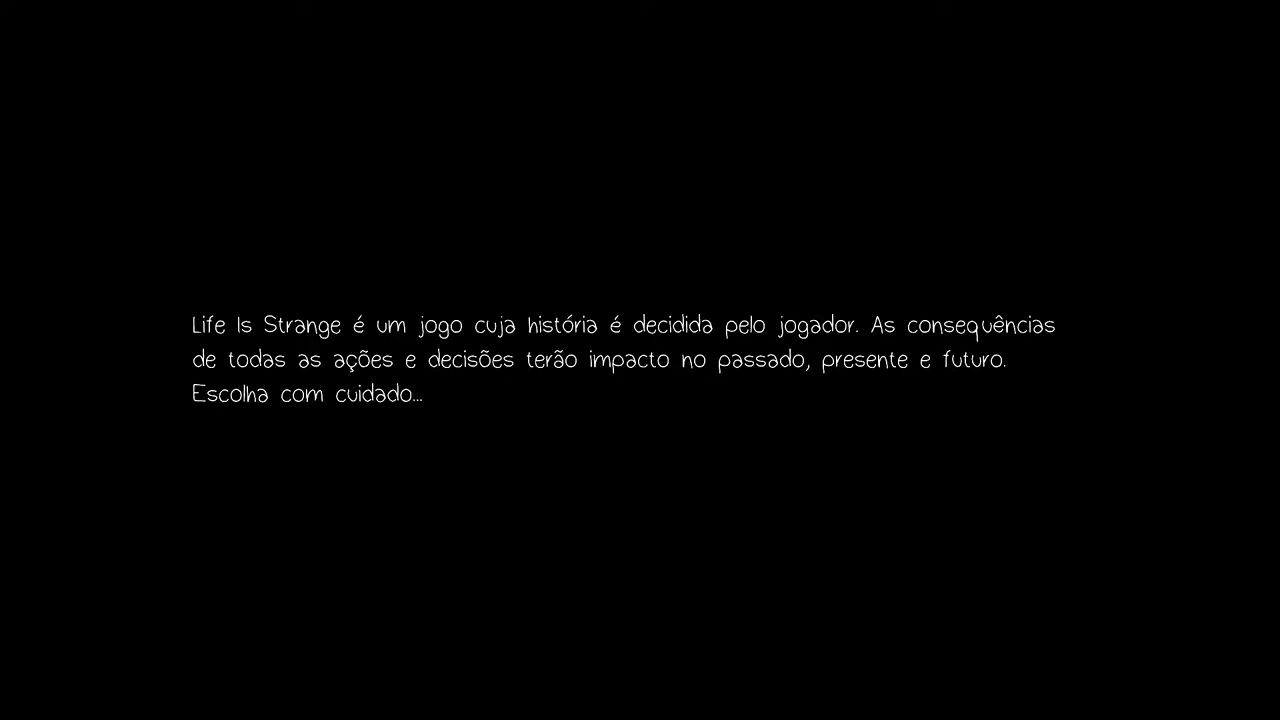 Life Is Strange é um jogo cuja história é decidida pelo jogador. As consequências
de todas as ações e decisões terão impacto no passado, presente e futuro.
Escolha com cuidado...